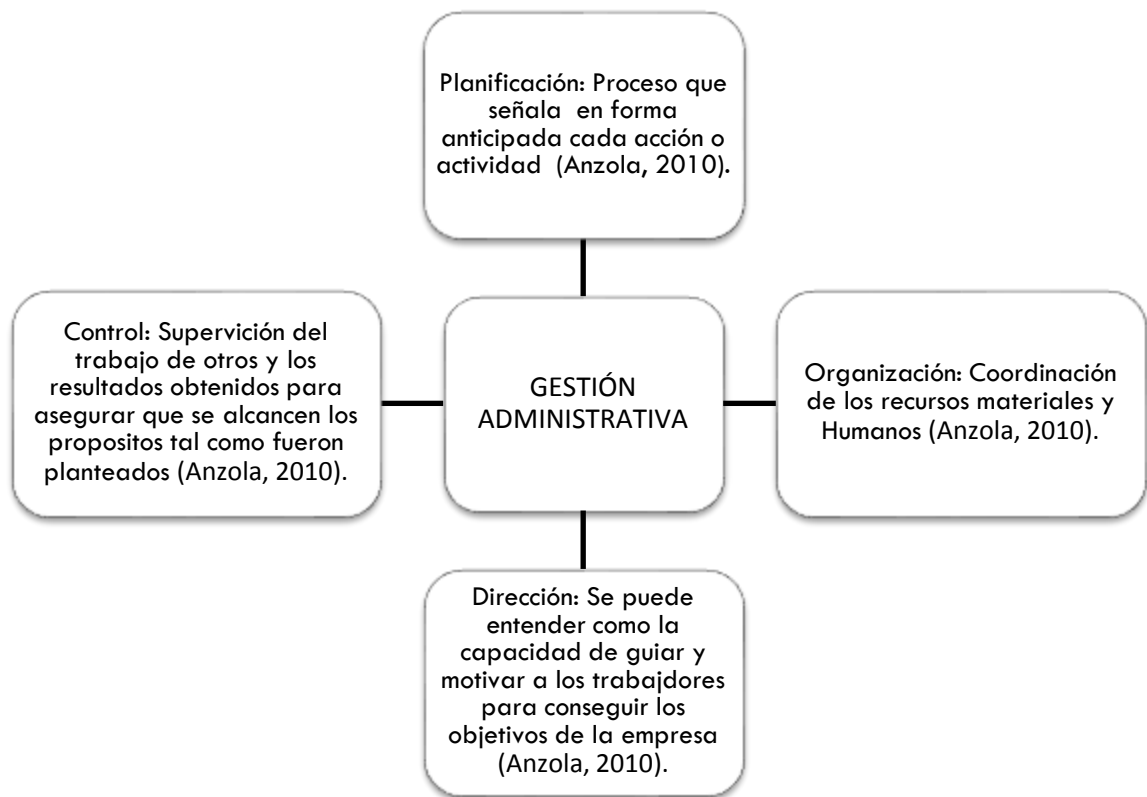 Planificación: Proceso que
señala en forma
anticipada cada acción o
actividad (Anzola, 2010).
Control: Supervición del
trabajo de otros y los
resultados obtenidos para
asegurar que se alcancen los
propositos tal como fueron
planteados (Anzola, 2010).
GESTIÓN
ADMINISTRATIVA
Organización: Coordinación
de los recursos materiales y
Humanos (Anzola, 2010).
Dirección: Se puede
entender como la
capacidad de guiar y
motivar a los trabajdores
para conseguir los
objetivos de la empresa
(Anzola, 2010).